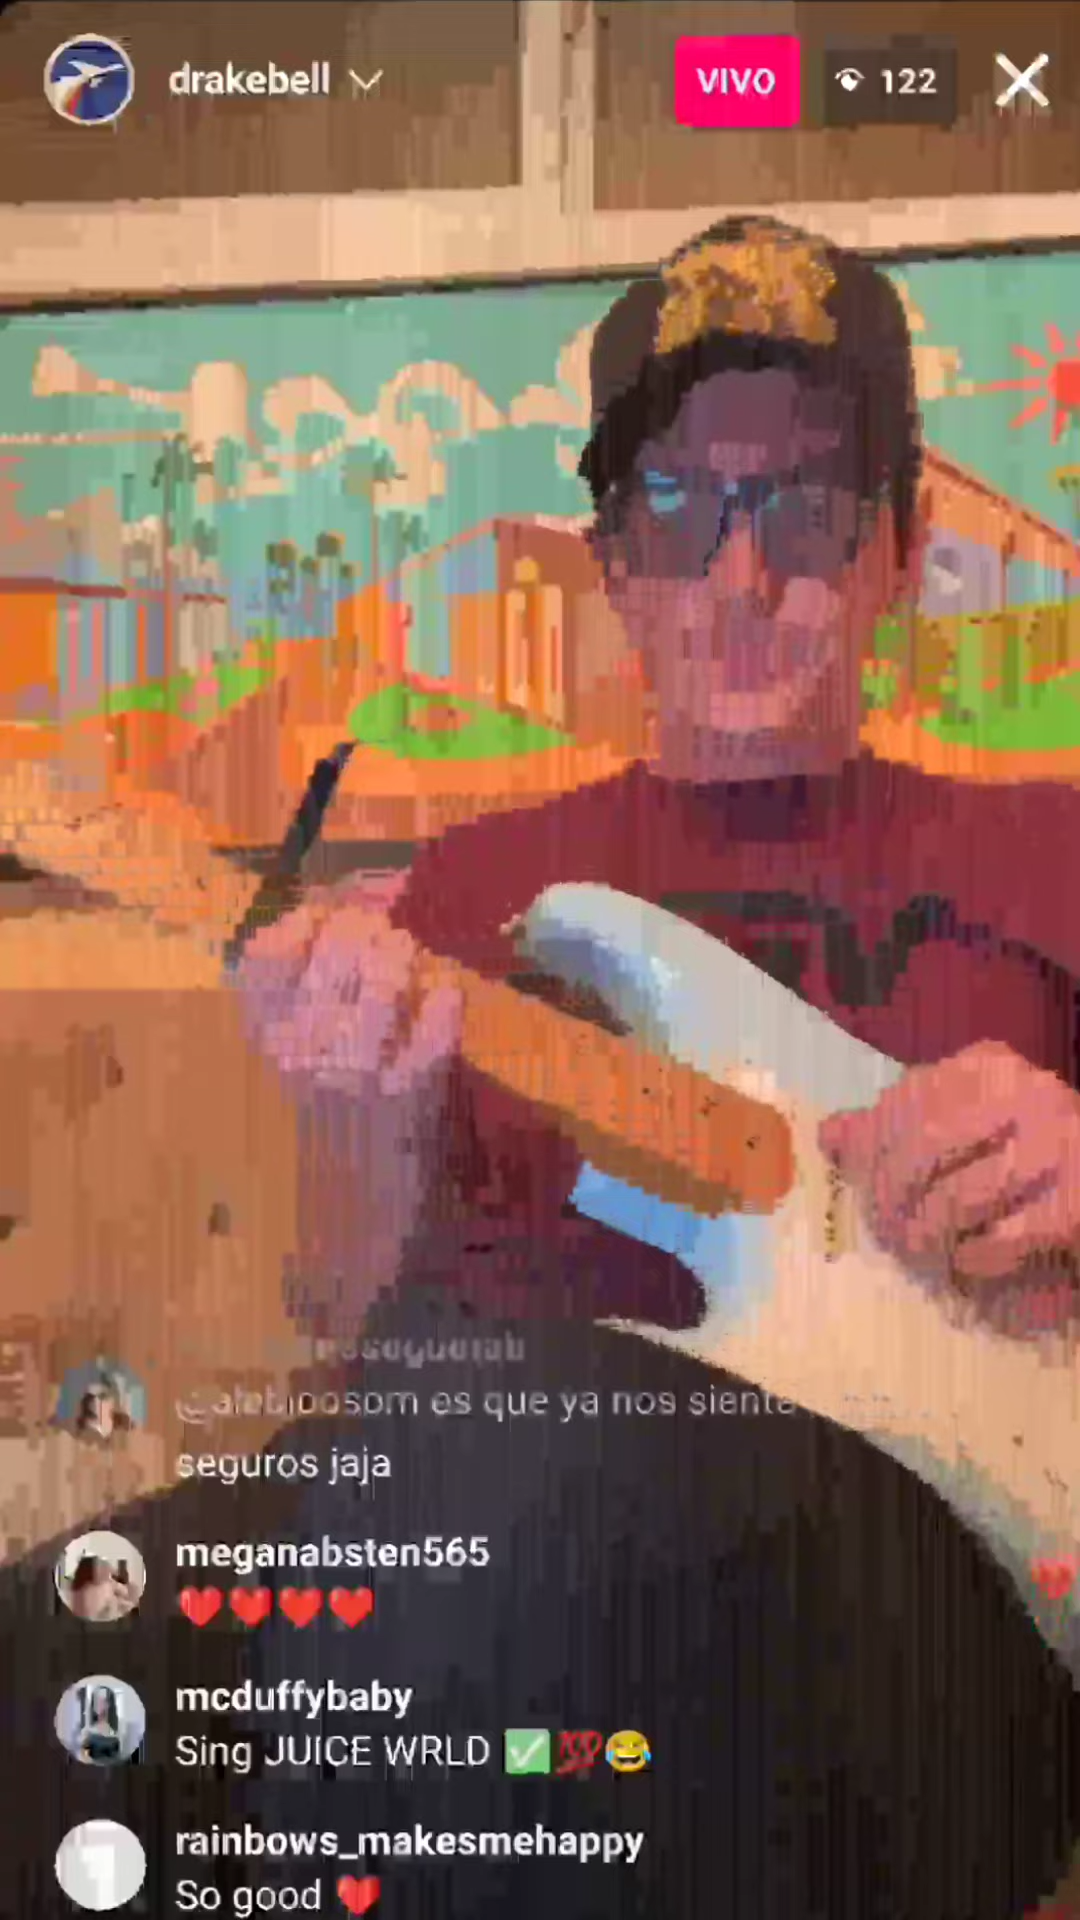 drakebell
VIVO
122
es que ya nos siente
seguros jaja
meganabsten565
❤️❤️❤️❤️
mcduffybaby
Sing JUICE WRLD ✅💯😂
rainbows_makesmehappy
So good ❤️